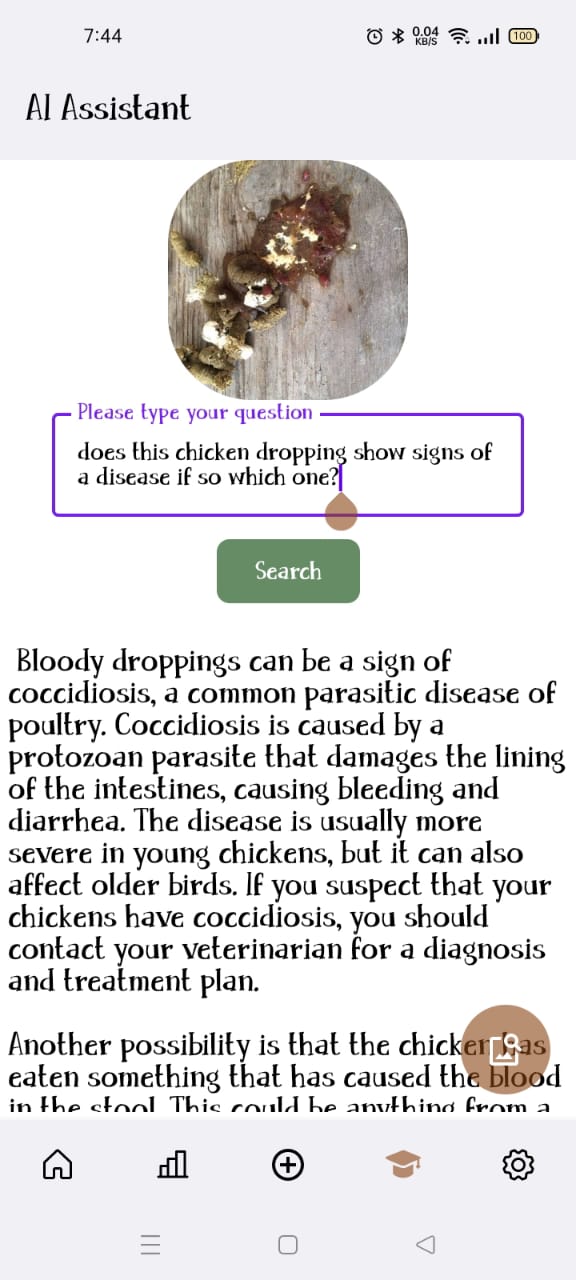 7:44
0.04
KB/S
100
AI Assistant
Please type your question
does this chicken dropping show signs of
a disease if so which one?
Search
Bloody droppings can be a sign of
coccidiosis, a common parasitic disease of
poultry. Coccidiosis is caused by a
protozoan parasite that damages the lining
of the intestines, causing bleeding and
diarrhea. The disease is usually more
severe in young chickens, but it can also
affect older birds. If you suspect that your
chickens have coccidiosis, you should
contact your veterinarian for a diagnosis
and treatment plan.
Another possibility is that the chicken has
eaten something that has caused the blood
in the stool. This could be anything from a